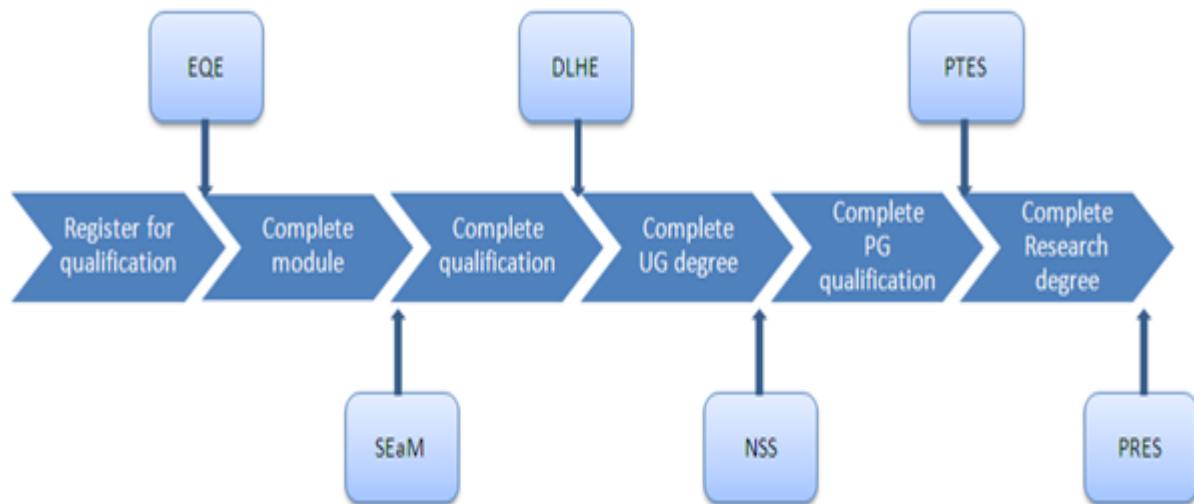 EQE
DLHE
PTES
Register for
qualification
Complete
module
Complete
qualification
Complete
UG degree
Complete
PG
qualification
Complete
Research
degree
SEaM
NSS
PRES